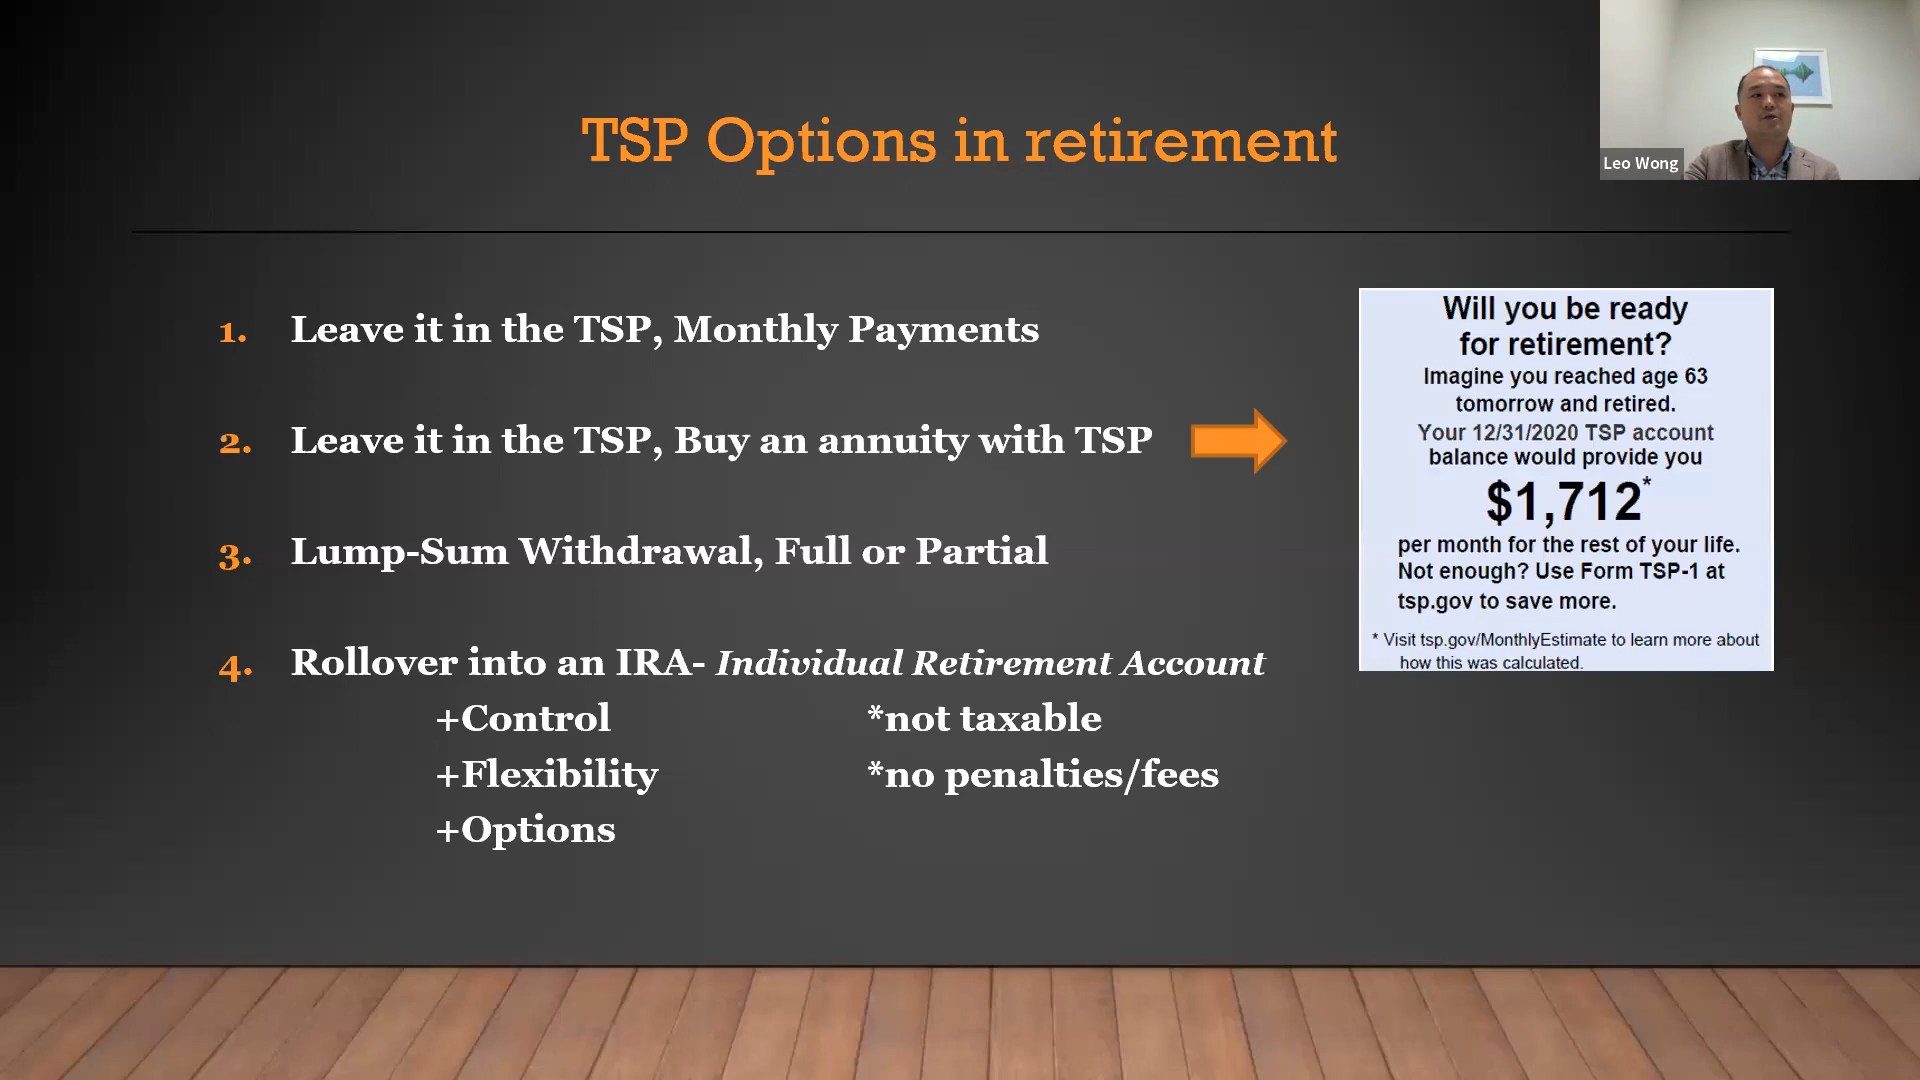 TSP Options in retirement
Leo Wong
1. Leave it in the TSP, Monthly Payments
2. Leave it in the TSP, Buy an annuity with TSP
3. Lump-Sum Withdrawal, Full or Partial
4. Rollover into an IRA- Individual Retirement Account
+Control *not taxable
+Flexibility *no penalties/fees
+Options
Will you be ready
for retirement?
Imagine you reached age 63
tomorrow and retired.
Your 12/31/2020 TSP account
balance would provide you
$1,712*
per month for the rest of your life.
Not enough? Use Form TSP-1 at
tsp.gov to save more.
* Visit tsp.gov/MonthlyEstimate to learn more about
how this was calculated.